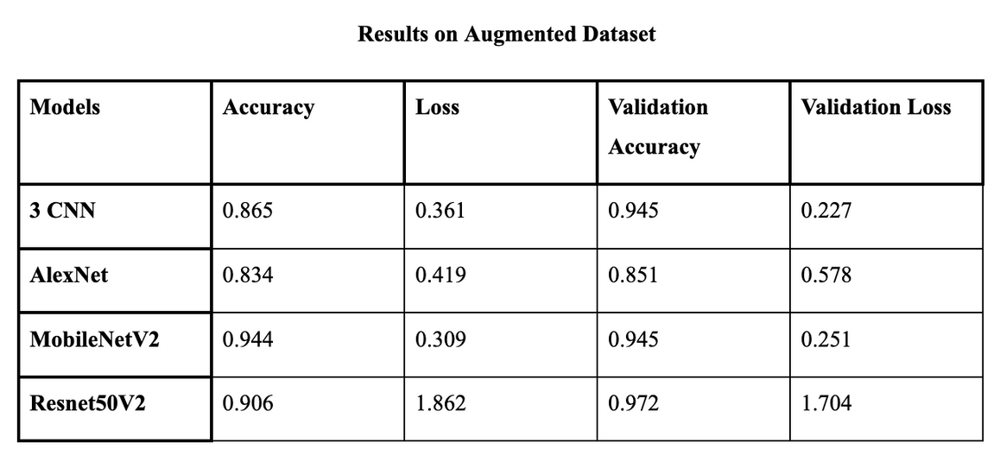 Results on Augmented Dataset
Models Accuracy Loss Validation Accuracy Validation Loss
3 CNN 0.865 0.361 0.945 0.227
AlexNet 0.834 0.419 0.851 0.578
MobileNetV2 0.944 0.309 0.945 0.251
Resnet50V2 0.906 1.862 0.972 1.704